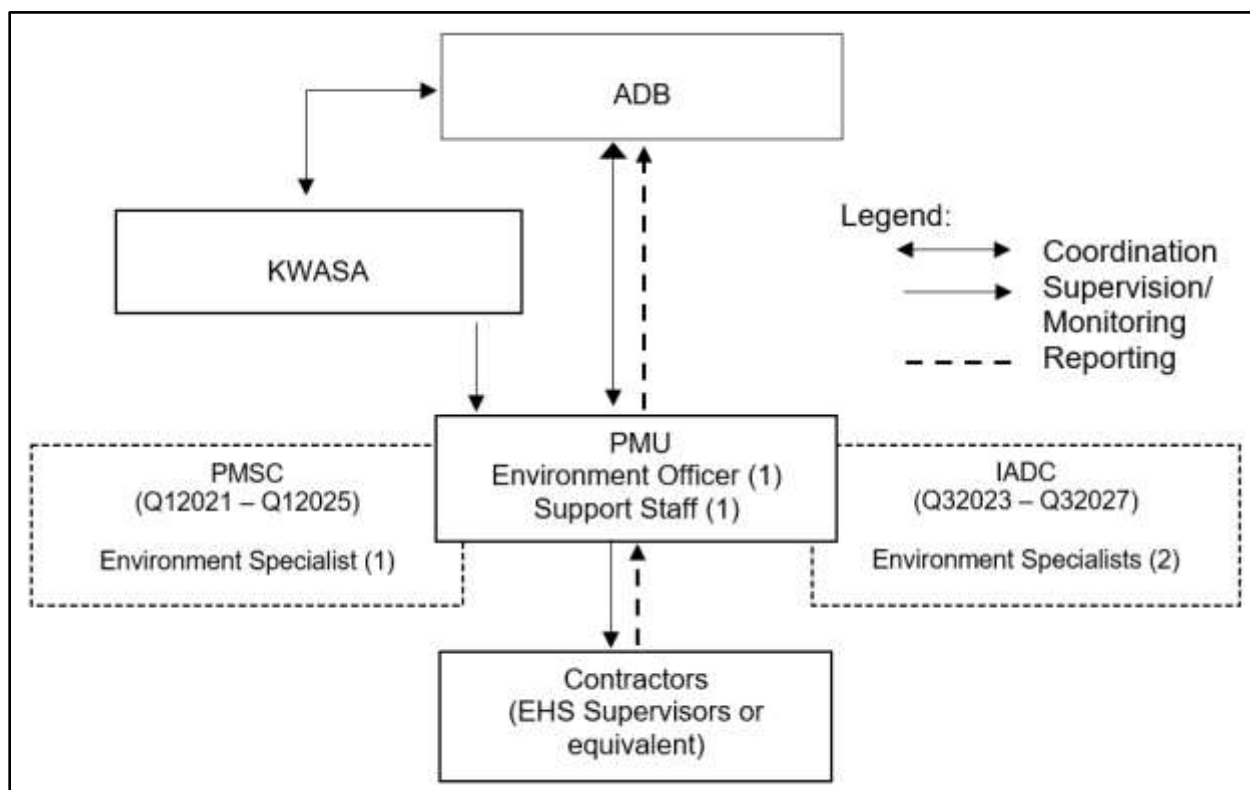 ADB
KWASA
Legend:
Coordination
Supervision/
Monitoring
Reporting
PMU
Environment Officer (1)
Support Staff (1)
PMSC
(Q12021 – Q12025)
Environment Specialist (1)
IADC
(Q32023 – Q32027)
Environment Specialists (2)
Contractors
(EHS Supervisors or
equivalent)